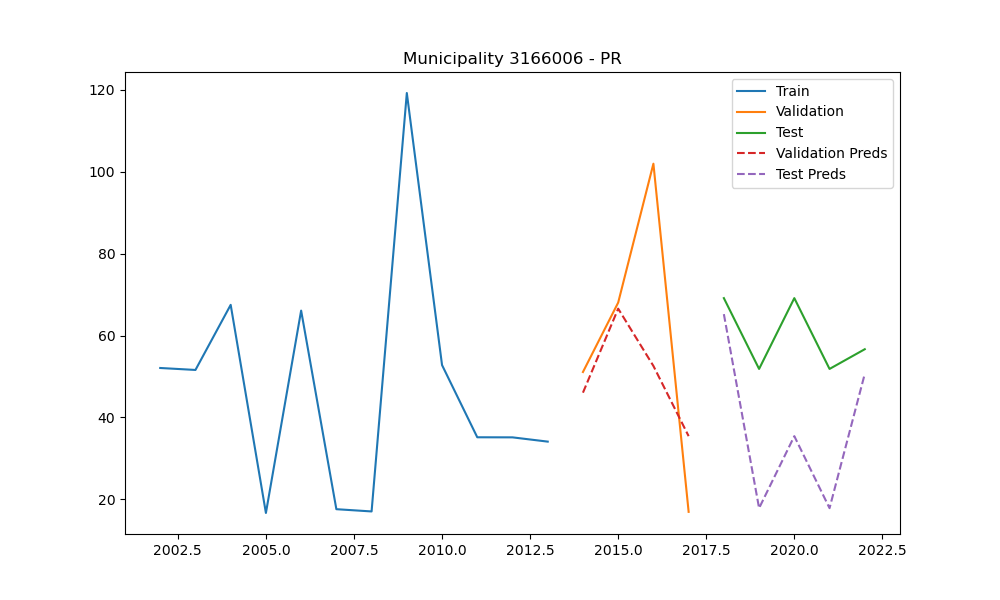 Municipality 3166006 - PR
120
100
80
60
40
20
Train
Validation
Test
Validation Preds
Test Preds
2002.5 2005.0 2007.5 2010.0 2012.5 2015.0 2017.5 2020.0 2022.5